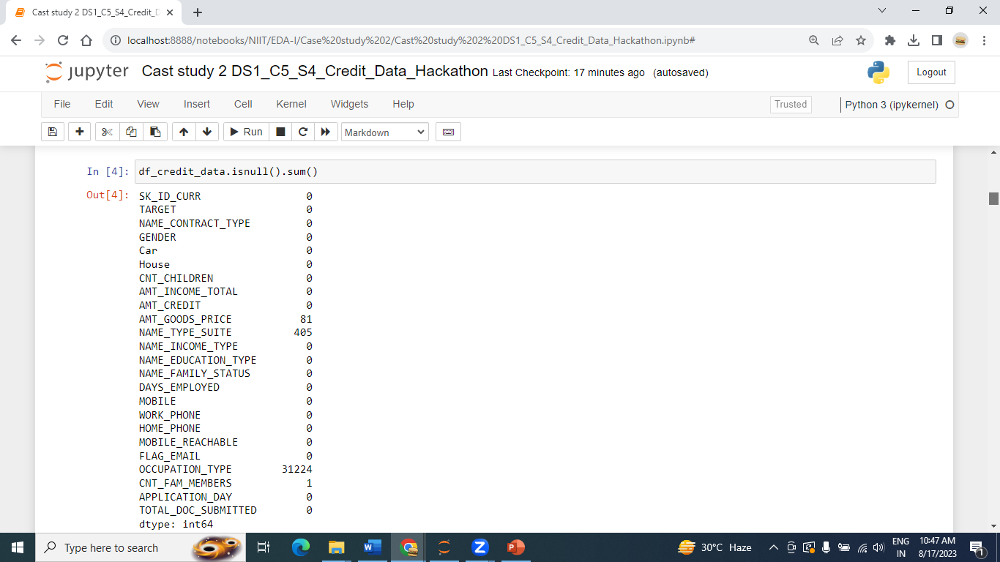 Cast study 2 DS1_C5_S4_Credit_D
localhost:8888/notebooks/NIIT/EDA-I/Case%20study%202/Cast%20study%202%20DS1_C5_S4_Credit_Data_Hackathon.ipynb#
jupyter Cast study 2 DS1_C5_S4_Credit_Data_Hackathon Last Checkpoint: 17 minutes ago (autosaved) Logout
File Edit View Insert Cell Kernel Widgets Help Trusted Python 3 (ipykernel)
Run Markdown
In [4]: df_credit_data.isnull().sum()
Out[4]: SK_ID_CURR 0
TARGET 0
NAME_CONTRACT_TYPE 0
GENDER 0
Car 0
House 0
CNT_CHILDREN 0
AMT_INCOME_TOTAL 0
AMT_CREDIT 0
AMT_GOODS_PRICE 81
NAME_TYPE_SUITE 405
NAME_INCOME_TYPE 0
NAME_EDUCATION_TYPE 0
NAME_FAMILY_STATUS 0
DAYS_EMPLOYED 0
MOBILE 0
WORK_PHONE 0
HOME_PHONE 0
MOBILE_REACHABLE 0
FLAG_EMAIL 0
OCCUPATION_TYPE 31224
CNT_FAM_MEMBERS 1
APPLICATION_DAY 0
TOTAL_DOC_SUBMITTED 0
dtype: int64
Type here to search
30°C Haze
ENG
IN
10:47 AM
8/17/2023
1